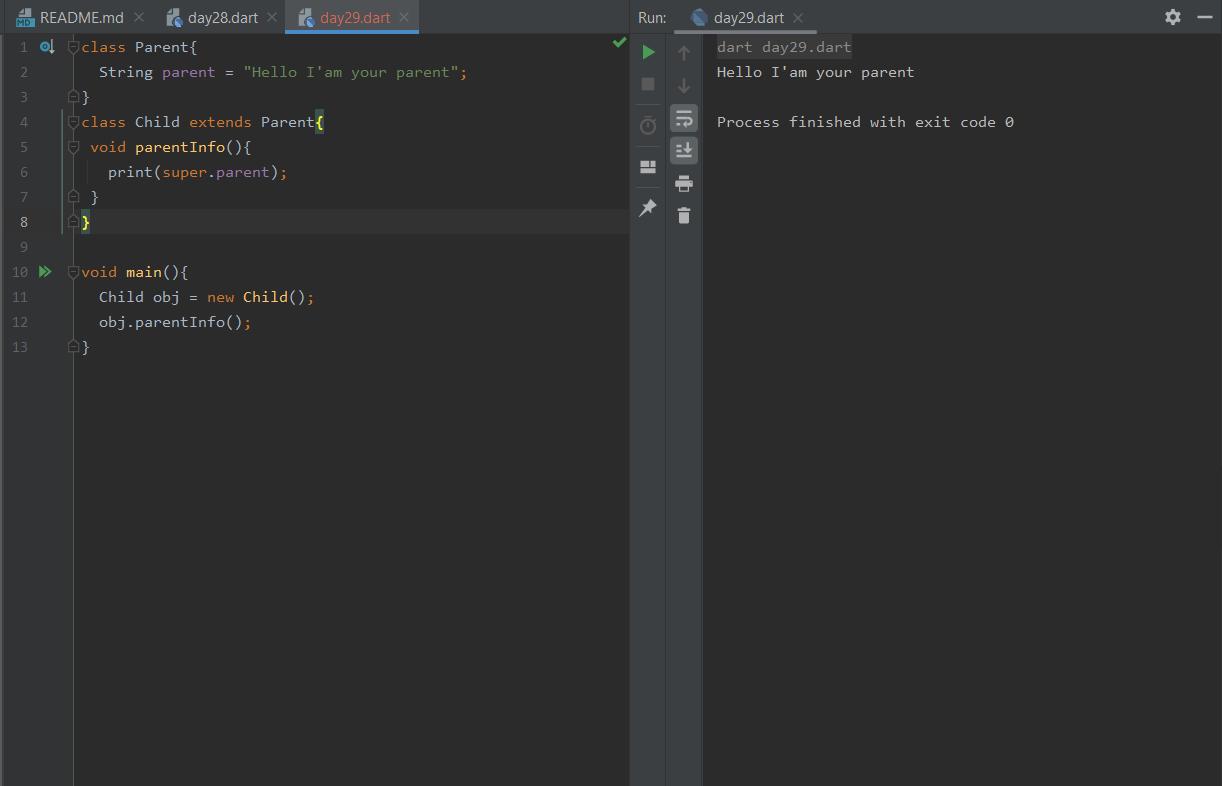 README.md
day28.dart
day29.dart
1 class Parent{
2 String parent = "Hello I'am your parent";
3 }
4 class Child extends Parent{
5 void parentInfo(){
6 print(super.parent);
7 }
8 }
9
10 void main(){
11 Child obj = new Child();
12 obj.parentInfo();
13 }
Run: day29.dart
dart day29.dart
Hello I'am your parent
Process finished with exit code 0